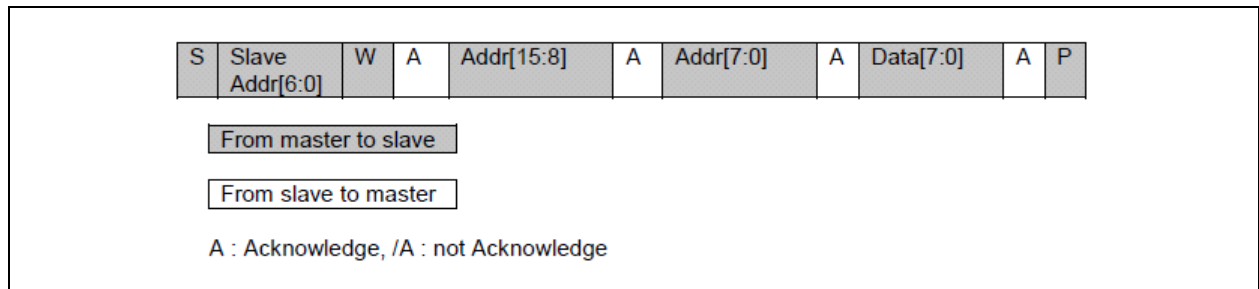 S Slave W A Addr[15:8] A Addr[7:0] A Data[7:0] A P
Addr[6:0]
From master to slave
From slave to master
A : Acknowledge, /A : not Acknowledge